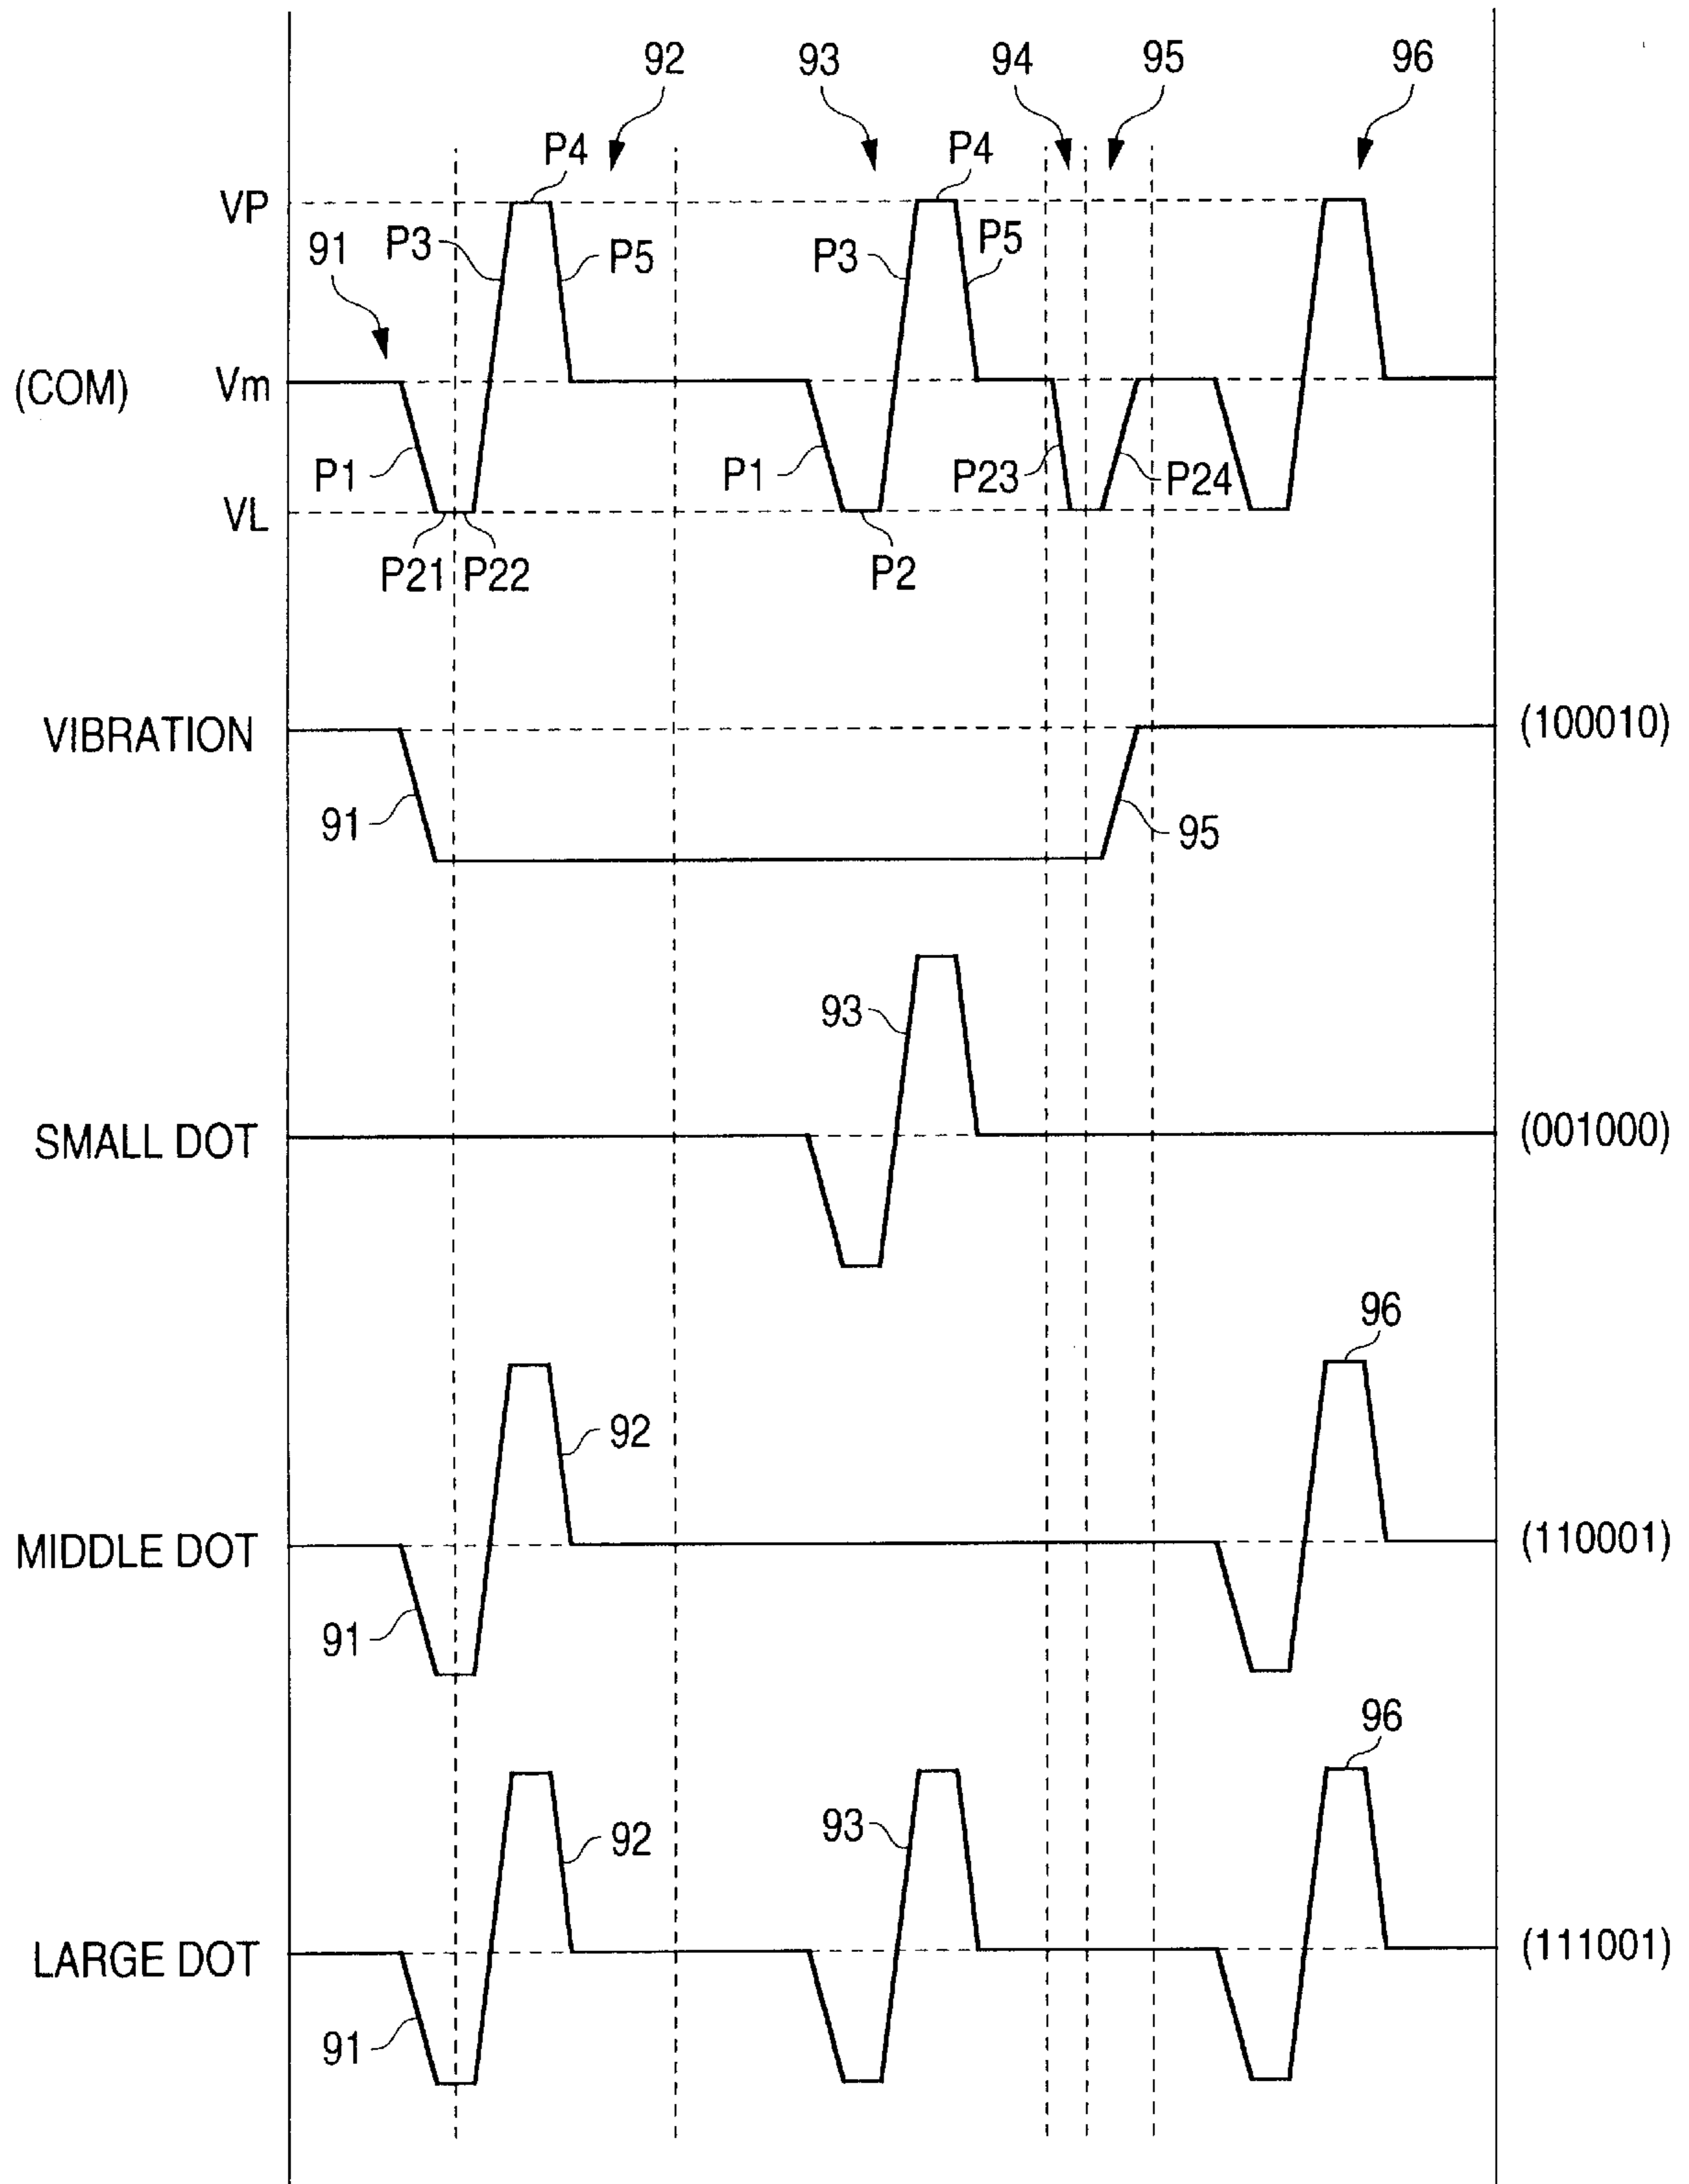 92 93 94 95 96
P4 P4
VP
91 P3 P5 P3 P5
(COM) Vm
P1 P1 P23 P24
VL
P21 P22 P2
VIBRATION (100010)
91 95
93
SMALL DOT (001000)
96
92
MIDDLE DOT (110001)
91
96
92 93
LARGE DOT (111001)
91